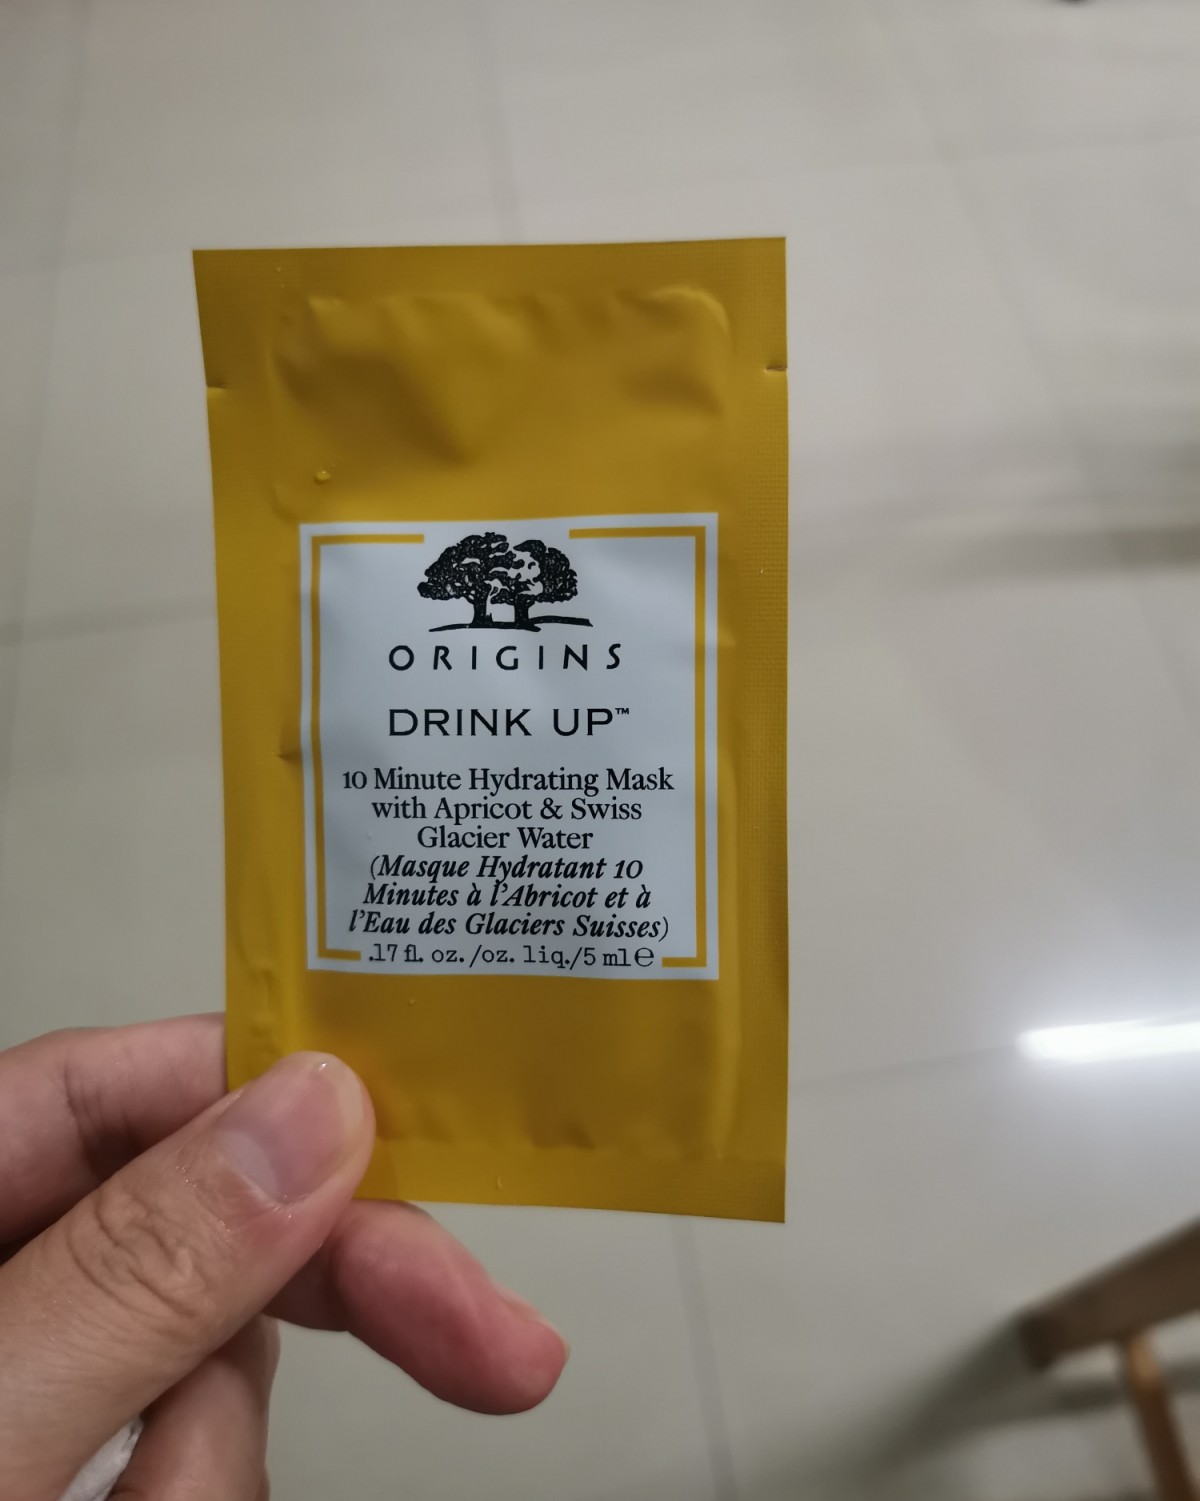 ORIGINS
DRINK UP™
10 Minute Hydrating Mask
with Apricot & Swiss
Glacier Water
(Masque Hydratant 10
Minutes à l'Abricot et à
l'Eau des Glaciers Suisses)
.17 fl. oz./oz. liq./5 ml℮